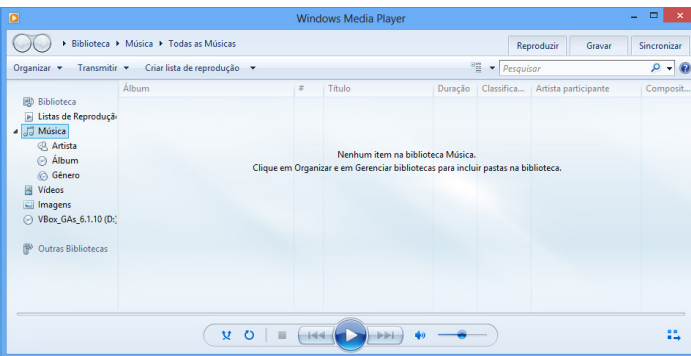 Windows Media Player
Biblioteca Música Todas as Músicas
Reproduzir Gravar Sincronizar
Organizar Transmitir Criar lista de reprodução Pesquisar
Álbum # Título Duração Classifica... Artista participante Composit...
Biblioteca
Listas de Reproduçã
Música
Artista
Álbum
Gênero
Vídeos
Imagens
VBox_GAs_6.1.10 (D:)
Outras Bibliotecas
Nenhum item na biblioteca Música.
Clique em Organizar e em Gerenciar bibliotecas para incluir pastas na biblioteca.